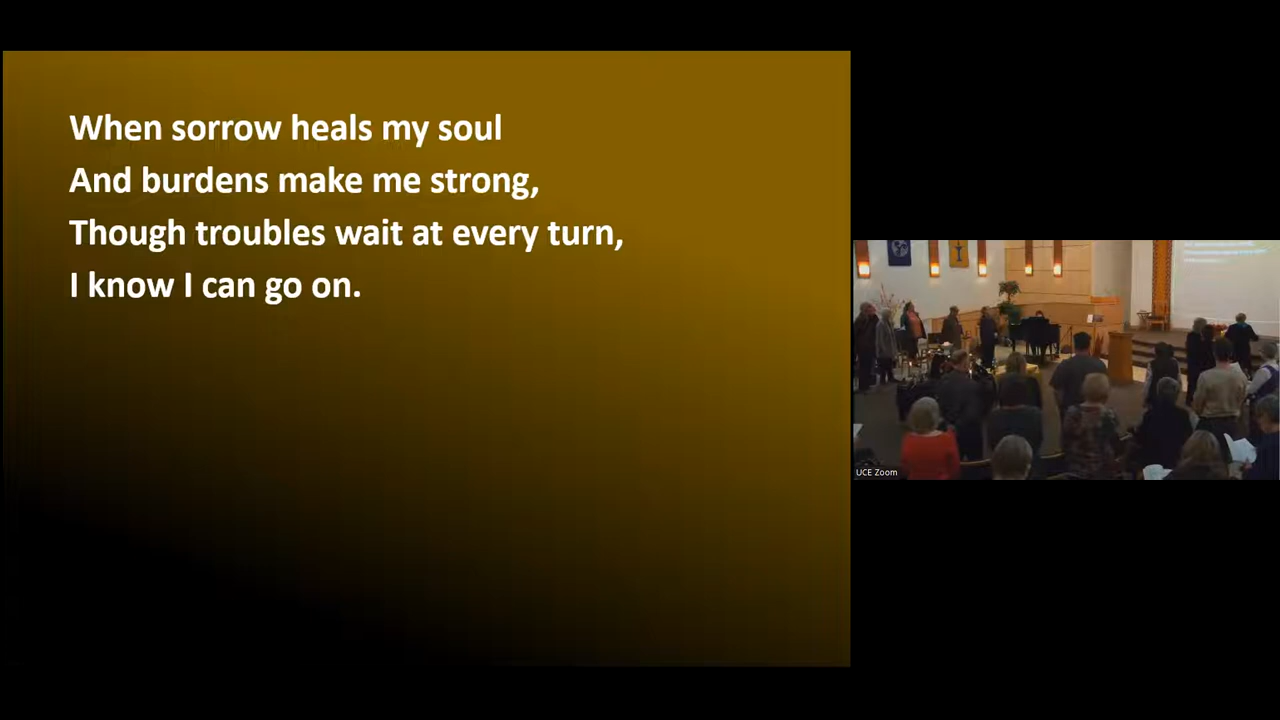 When sorrow heals my soul
And burdens make me strong,
Though troubles wait at every turn,
I know I can go on.
UCE Zoom